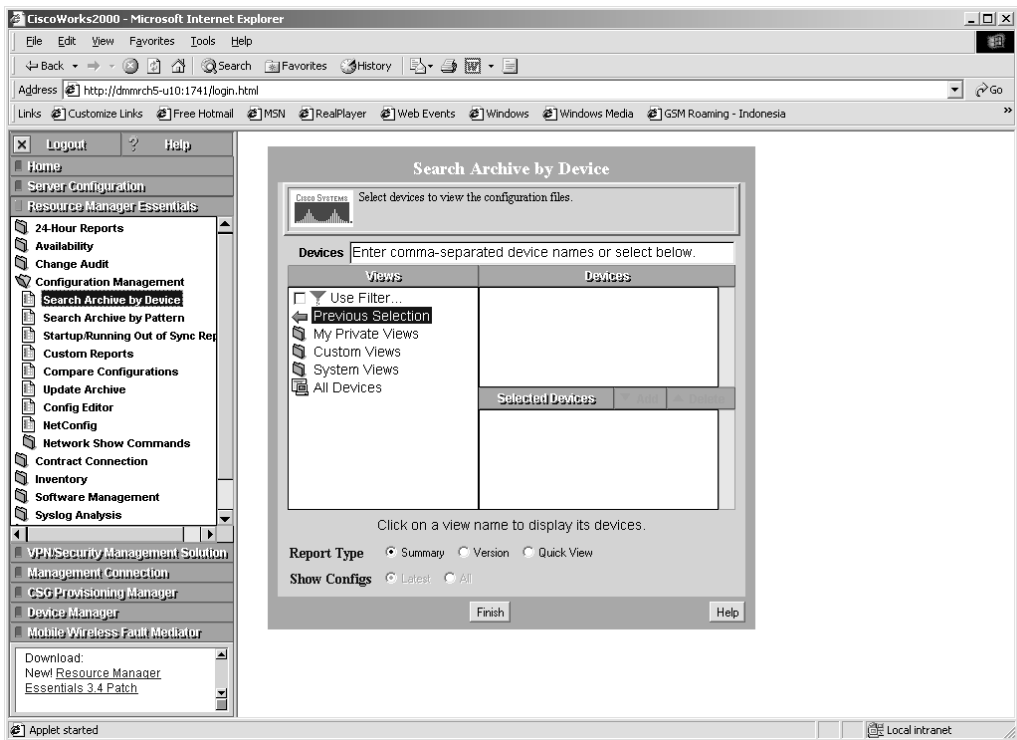 CiscoWorks2000 - Microsoft Internet Explorer
File Edit View Favorites Tools Help
Back Search Favorites History
Address http://dmmrch5-u10:1741/login.html Go
Links Customize Links Free Hotmail MSN RealPlayer Web Events Windows Windows Media GSM Roaming - Indonesia »
Logout ? Help
Home
Server Configuration
Resource Manager Essentials
24-Hour Reports
Availability
Change Audit
Configuration Management
Search Archive by Device
Search Archive by Pattern
Startup/Running Out of Sync Rep
Custom Reports
Compare Configurations
Update Archive
Config Editor
NetConfig
Network Show Commands
Contract Connection
Inventory
Software Management
Syslog Analysis
VPN/Security Management Solution
Management Connection
CSG Provisioning Manager
Device Manager
Mobile Wireless Fault Mediator
Download:
New! Resource Manager
Essentials 3.4 Patch
Search Archive by Device
CISCO SYSTEMS
Select devices to view the configuration files.
Devices Enter comma-separated device names or select below.
Views Devices
Use Filter...
Previous Selection
My Private Views
Custom Views
System Views
All Devices
Selected Devices Add Delete
Click on a view name to display its devices.
Report Type Summary Version Quick View
Show Configs Latest All
Finish Help
Applet started Local intranet